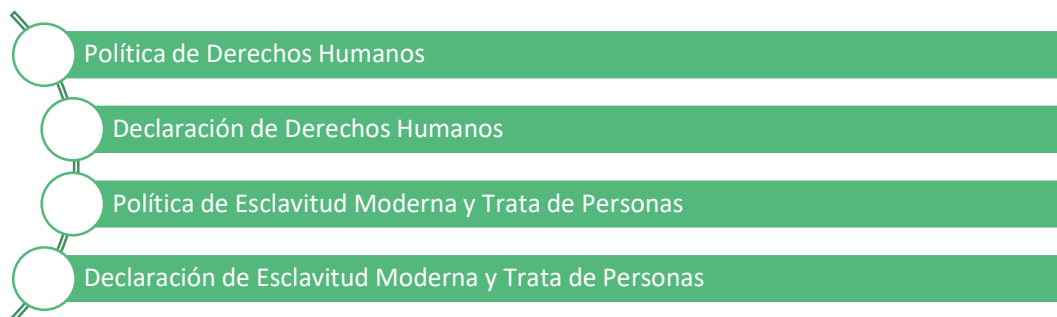 Política de Derechos Humanos
Declaración de Derechos Humanos
Política de Esclavitud Moderna y Trata de Personas
Declaración de Esclavitud Moderna y Trata de Personas